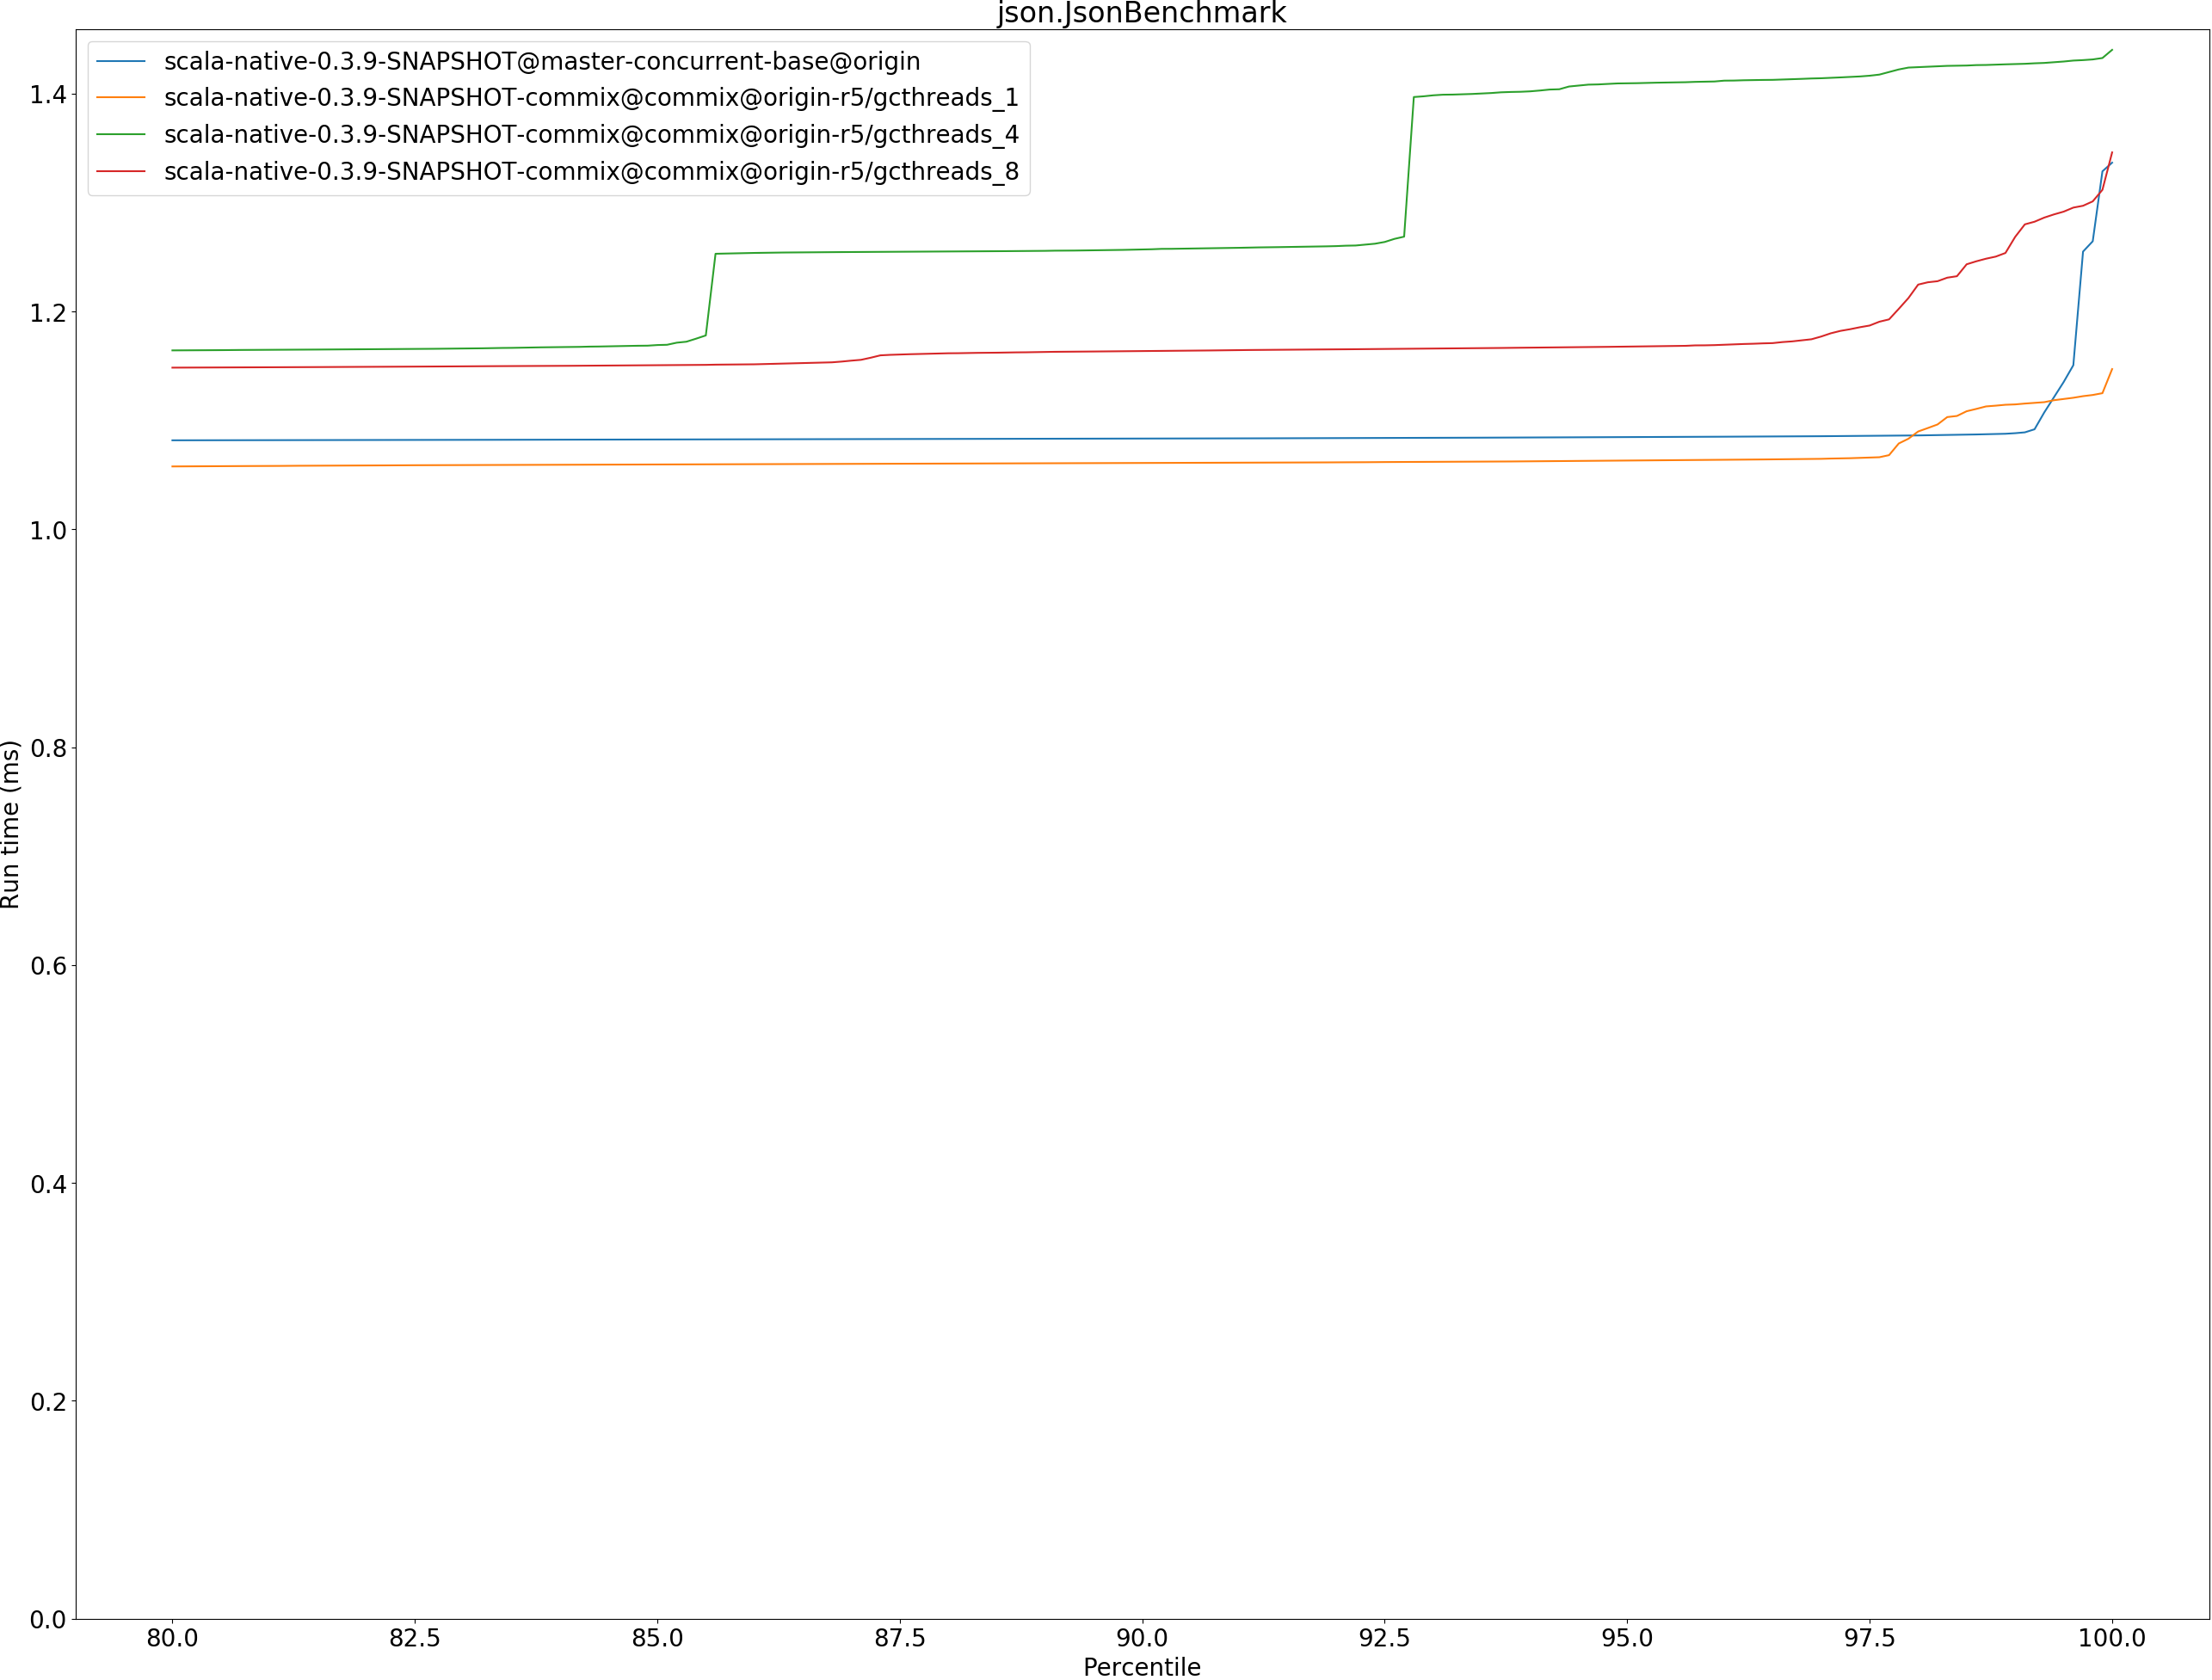 json.JsonBenchmark
scala-native-0.3.9-SNAPSHOT@master-concurrent-base@origin
scala-native-0.3.9-SNAPSHOT-commix@commix@origin-r5/gcthreads_1
scala-native-0.3.9-SNAPSHOT-commix@commix@origin-r5/gcthreads_4
scala-native-0.3.9-SNAPSHOT-commix@commix@origin-r5/gcthreads_8
1.4
1.2
1.0
0.8
0.6
0.4
0.2
0.0
Run time (ms)
80.0 82.5 85.0 87.5 90.0 92.5 95.0 97.5 100.0
Percentile